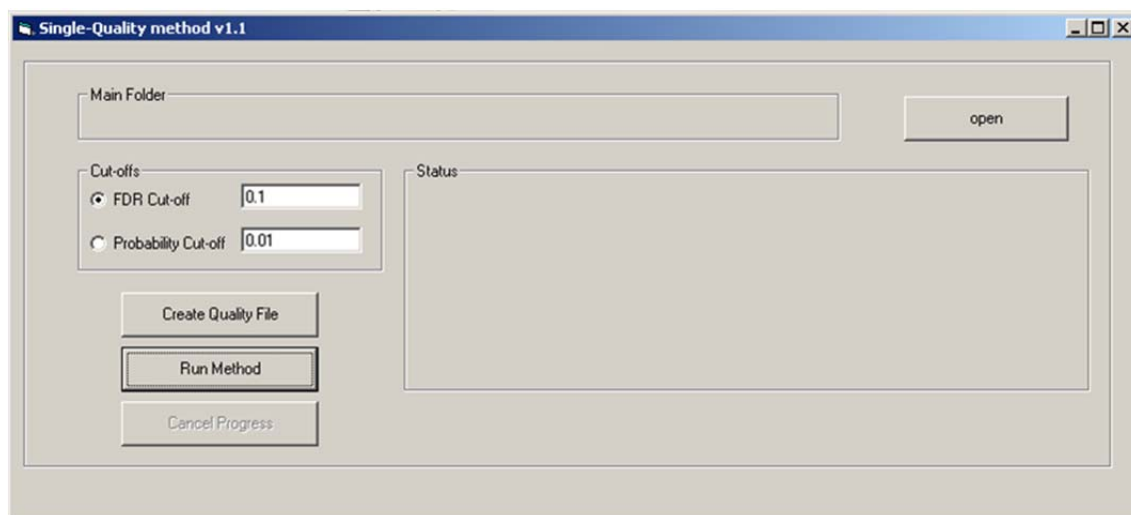 Single-Quality method v1.1
Main Folder
open
Cut-offs
FDR Cut-off 0.1
Probability Cut-off 0.01
Status
Create Quality File
Run Method
Cancel Progress